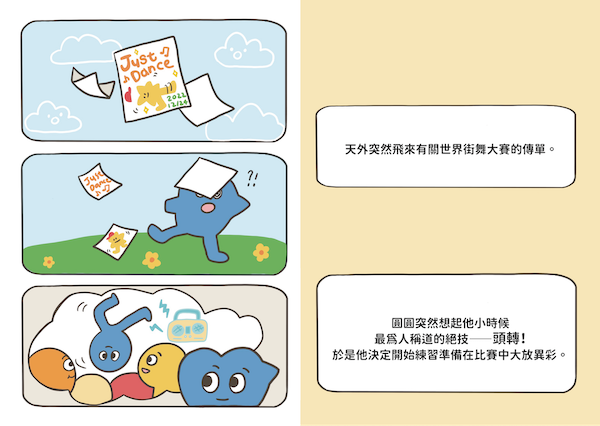 Just
Dance
2022
12/24
Just
Dance
?!
天外突然飛來有關世界街舞大賽的傳單。
圓圓突然想起他小時候
最爲人稱道的絕技——頭轉！
於是他決定開始練習準備在比賽中大放異彩。